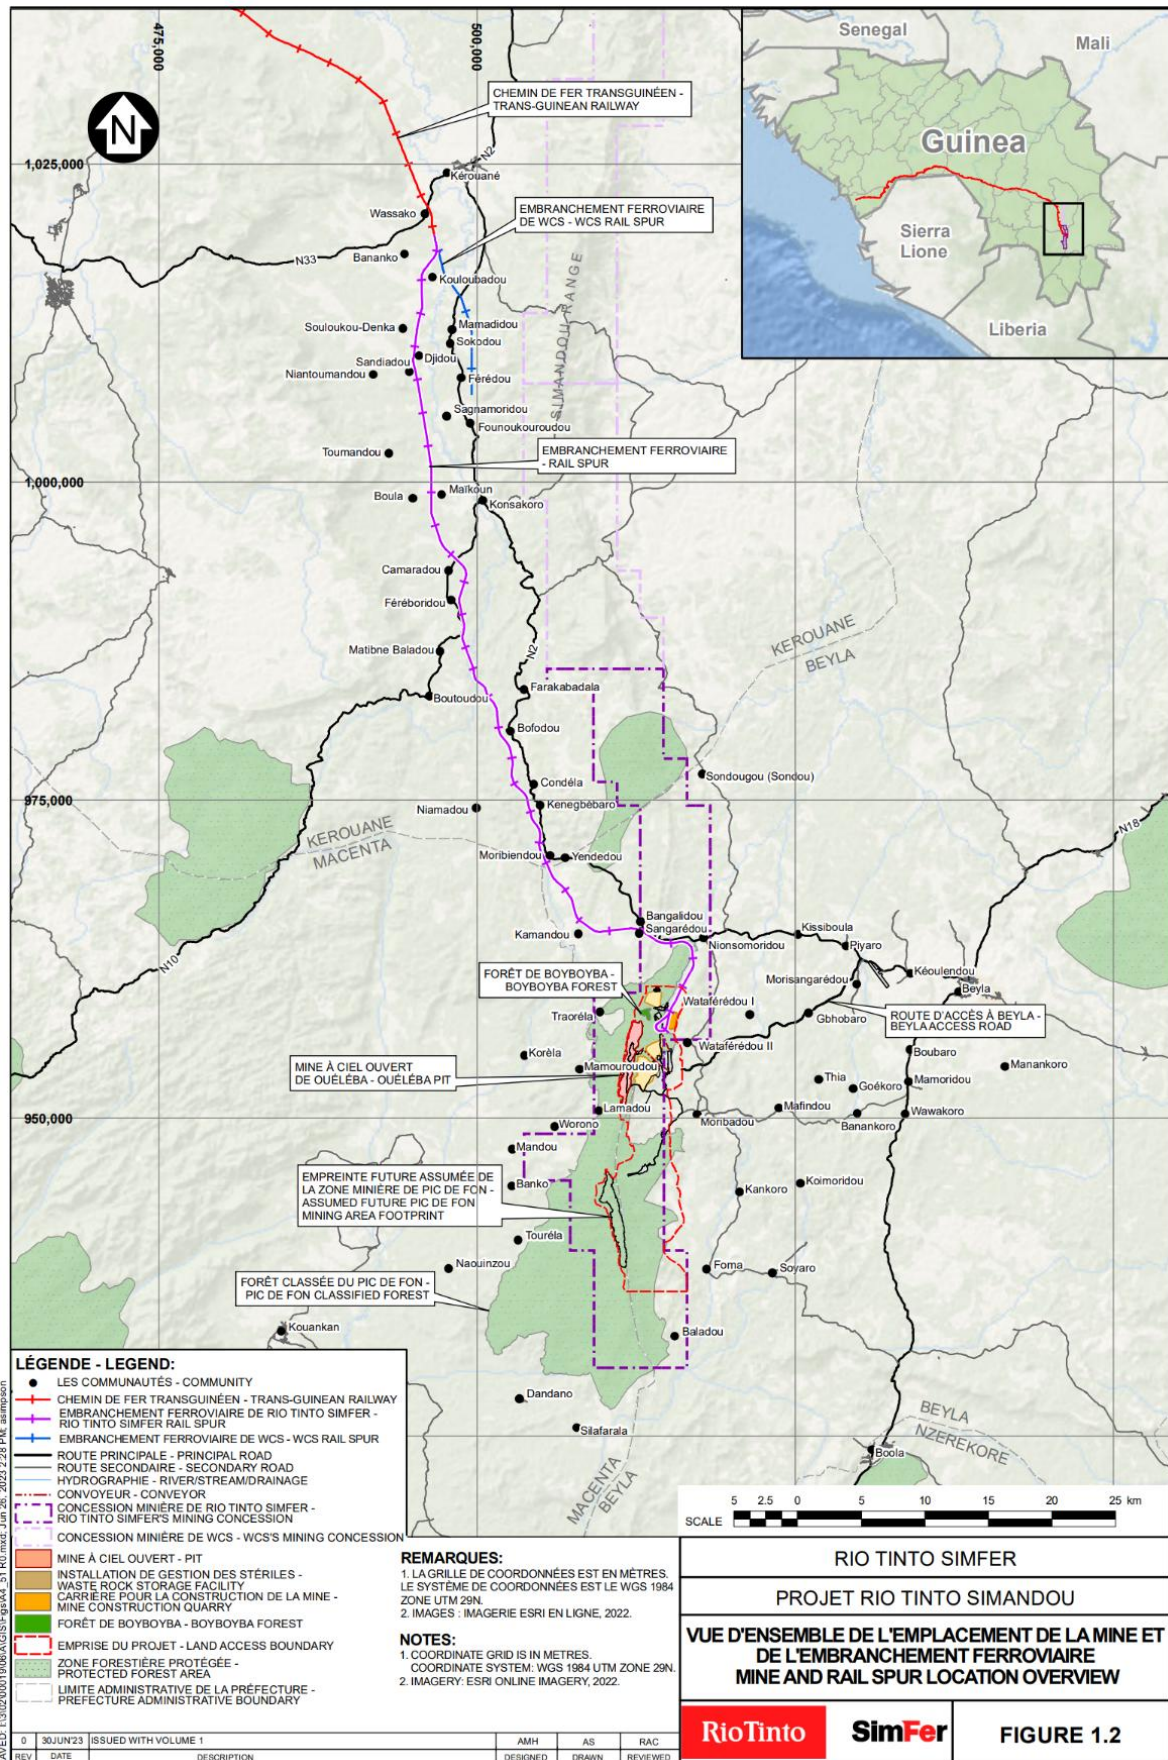 475,000
500,000
Senegal
Mali
Guinea
Sierra
Lione
Liberia
N
CHEMIN DE FER TRANSGUINÉEN -
TRANS-GUINEAN RAILWAY
N2
1,025,000
Kérouané
Wassako
EMBRANCHEMENT FERROVIAIRE
DE WCS - WCS RAIL SPUR
N33
Bananko
Kouloubadou
SIMANDOU RANGE
Souloukou-Denka
Mamadidou
Sokodou
Djidou
Sandiadou
Niantoumandou
Férédou
Sagnamoridou
Founoukouroudou
Toumandou
EMBRANCHEMENT FERROVIAIRE
- RAIL SPUR
1,000,000
Boula
Maïkoun
Konsakoro
Camaradou
Féréboridou
KEROUANE
BEYLA
Matibne Baladou
N2
Farakabadala
Boutoudou
Bofodou
Sondougou (Sondou)
Condéla
975,000
Niamadou
Kenegbébaro
N18
KEROUANE
MACENTA
Moribiendou
Yendedou
Bangalidou
Sangarédou
Kamandou
Nionsomoridou
Kissiboula
Piyaro
N10
FORÊT DE BOYBOYBA -
BOYBOYBA FOREST
Morisangarédou
Kéoulendou
Beyla
Watafèrédou I
Traoréla
Gbhobaro
ROUTE D'ACCÈS À BEYLA -
BEYLA ACCESS ROAD
Watafèrédou II
Korèla
Boubaro
MINE À CIEL OUVERT
DE OUÉLÉBA - OUÉLÉBA PIT
Mamouroudou
Manankoro
Thia
Goékoro
Mamoridou
950,000
Lamadou
Moribadou
Mafindou
Banankoro
Wawakoro
Worono
Mandou
EMPREINTE FUTURE ASSUMÉE DE
LA ZONE MINIÈRE DE PIC DE FON -
ASSUMED FUTURE PIC DE FON
MINING AREA FOOTPRINT
Banko
Kankoro
Koimoridou
Touréla
Naouinzou
Foma
Soyaro
FORÊT CLASSÉE DU PIC DE FON -
PIC DE FON CLASSIFIED FOREST
Kouankan
Baladou
Dandano
Silafarala
BEYLA
NZEREKORE
Boola
MACENTA
BEYLA
LÉGENDE - LEGEND:
LES COMMUNAUTÉS - COMMUNITY
CHEMIN DE FER TRANSGUINÉEN - TRANS-GUINEAN RAILWAY
EMBRANCHEMENT FERROVIAIRE DE RIO TINTO SIMFER -
RIO TINTO SIMFER RAIL SPUR
EMBRANCHEMENT FERROVIAIRE DE WCS - WCS RAIL SPUR
ROUTE PRINCIPALE - PRINCIPAL ROAD
ROUTE SECONDAIRE - SECONDARY ROAD
HYDROGRAPHIE - RIVER/STREAM/DRAINAGE
CONVOYEUR - CONVEYOR
CONCESSION MINIÈRE DE RIO TINTO SIMFER -
RIO TINTO SIMFER'S MINING CONCESSION
CONCESSION MINIÈRE DE WCS - WCS'S MINING CONCESSION
MINE À CIEL OUVERT - PIT
INSTALLATION DE GESTION DES STÉRILES -
WASTE ROCK STORAGE FACILITY
CARRIÈRE POUR LA CONSTRUCTION DE LA MINE -
MINE CONSTRUCTION QUARRY
FORÊT DE BOYBOYBA - BOYBOYBA FOREST
EMPRISE DU PROJET - LAND ACCESS BOUNDARY
ZONE FORESTIÈRE PROTÉGÉE -
PROTECTED FOREST AREA
LIMITE ADMINISTRATIVE DE LA PRÉFECTURE -
PREFECTURE ADMINISTRATIVE BOUNDARY
REMARQUES:
1. LA GRILLE DE COORDONNÉES EST EN MÈTRES.
LE SYSTÈME DE COORDONNÉES EST LE WGS 1984
ZONE UTM 29N.
2. IMAGES : IMAGERIE ESRI EN LIGNE, 2022.
NOTES:
1. COORDINATE GRID IS IN METRES.
COORDINATE SYSTEM: WGS 1984 UTM ZONE 29N.
2. IMAGERY: ESRI ONLINE IMAGERY, 2022.
5 2.5 0 5 10 15 20 25 km
SCALE
RIO TINTO SIMFER
PROJET RIO TINTO SIMANDOU
VUE D'ENSEMBLE DE L'EMPLACEMENT DE LA MINE ET
DE L'EMBRANCHEMENT FERROVIAIRE
MINE AND RAIL SPUR LOCATION OVERVIEW
RioTinto
SimFer
FIGURE 1.2
0 30JUN'23 ISSUED WITH VOLUME 1 AMH AS RAC
REV DATE DESCRIPTION DESIGNED DRAWN REVIEWED